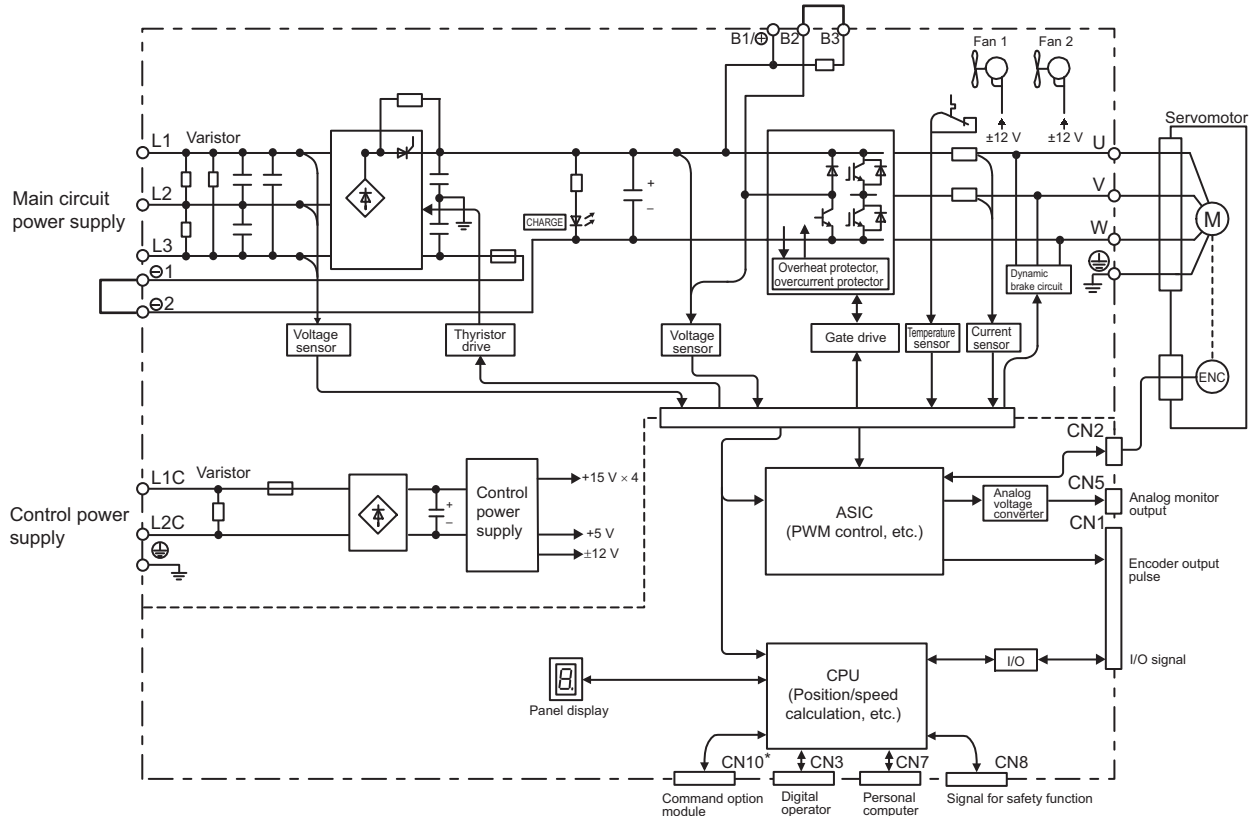 B1/⊕ B2 B3
Fan 1
Fan 2
±12 V
±12 V
Servomotor
L1
Varistor
U
Main circuit
power supply
L2
V
+
–
CHARGE
M
W
L3
⊖1
⊖2
Overheat protector,
overcurrent protector
Dynamic
brake circuit
Voltage
sensor
Thyristor
drive
Voltage
sensor
Gate drive
Temperature
sensor
Current
sensor
ENC
CN2
Control power
supply
L1C
Varistor
L2C
+
–
Control
power
supply
+15 V × 4
+5 V
±12 V
ASIC
(PWM control, etc.)
Analog
voltage
converter
CN5
Analog monitor
output
CN1
Encoder output
pulse
I/O
I/O signal
CPU
(Position/speed
calculation, etc.)
8.
Panel display
CN10*
CN3
CN7
CN8
Command option
module
Digital
operator
Personal
computer
Signal for safety function